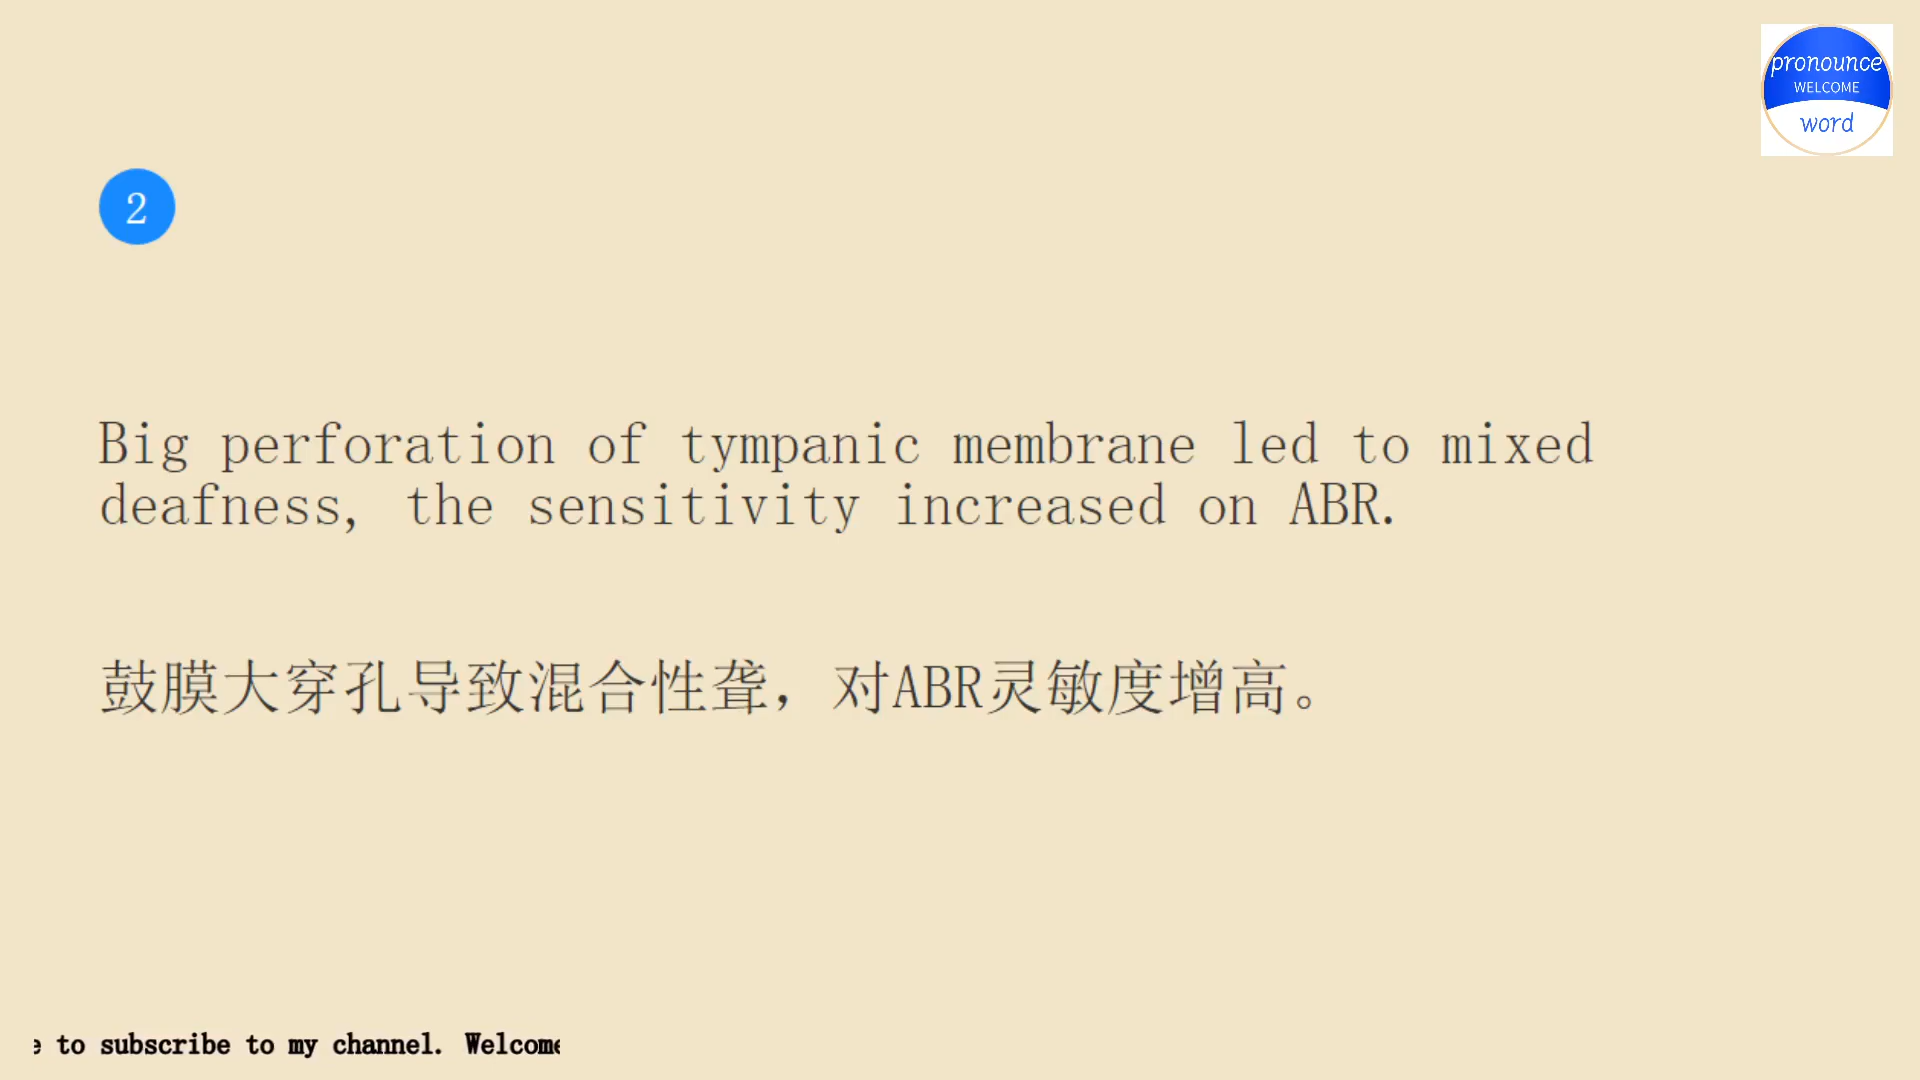 pronounce
WELCOME
word
2
Big perforation of tympanic membrane led to mixed
deafness, the sensitivity increased on ABR.
鼓膜大穿孔导致混合性聋，对ABR灵敏度增高。
e to subscribe to my channel. Welcome